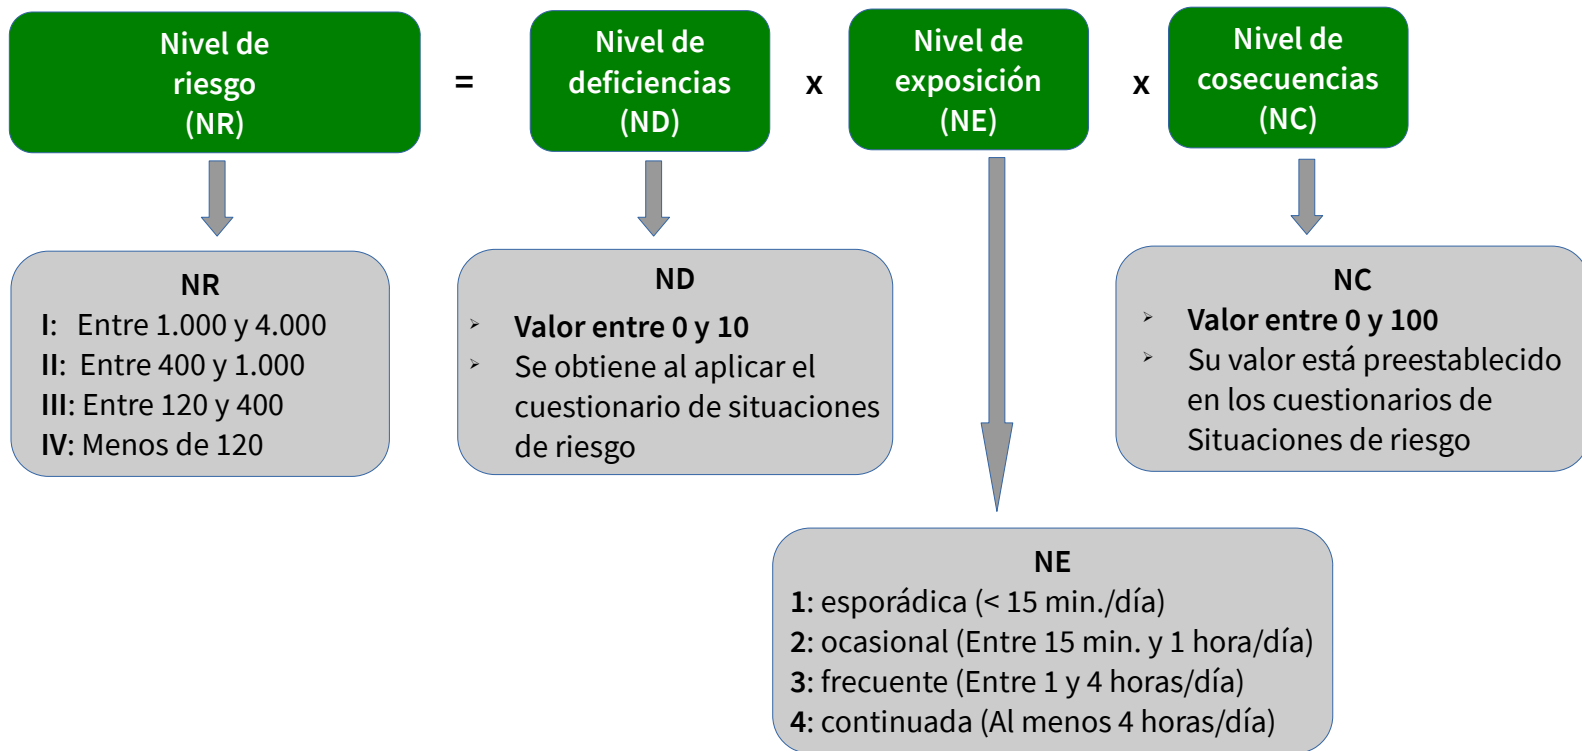 Nivel de
riesgo
(NR)
=
Nivel de
deficiencias
(ND)
x
Nivel de
exposición
(NE)
x
Nivel de
cosecuencias
(NC)
NR
I: Entre 1.000 y 4.000
II: Entre 400 y 1.000
III: Entre 120 y 400
IV: Menos de 120
ND
➢ Valor entre 0 y 10
➢ Se obtiene al aplicar el
cuestionario de situaciones
de riesgo
NC
➢ Valor entre 0 y 100
➢ Su valor está preestablecido
en los cuestionarios de
Situaciones de riesgo
NE
1: esporádica (< 15 min./día)
2: ocasional (Entre 15 min. y 1 hora/día)
3: frecuente (Entre 1 y 4 horas/día)
4: continuada (Al menos 4 horas/día)